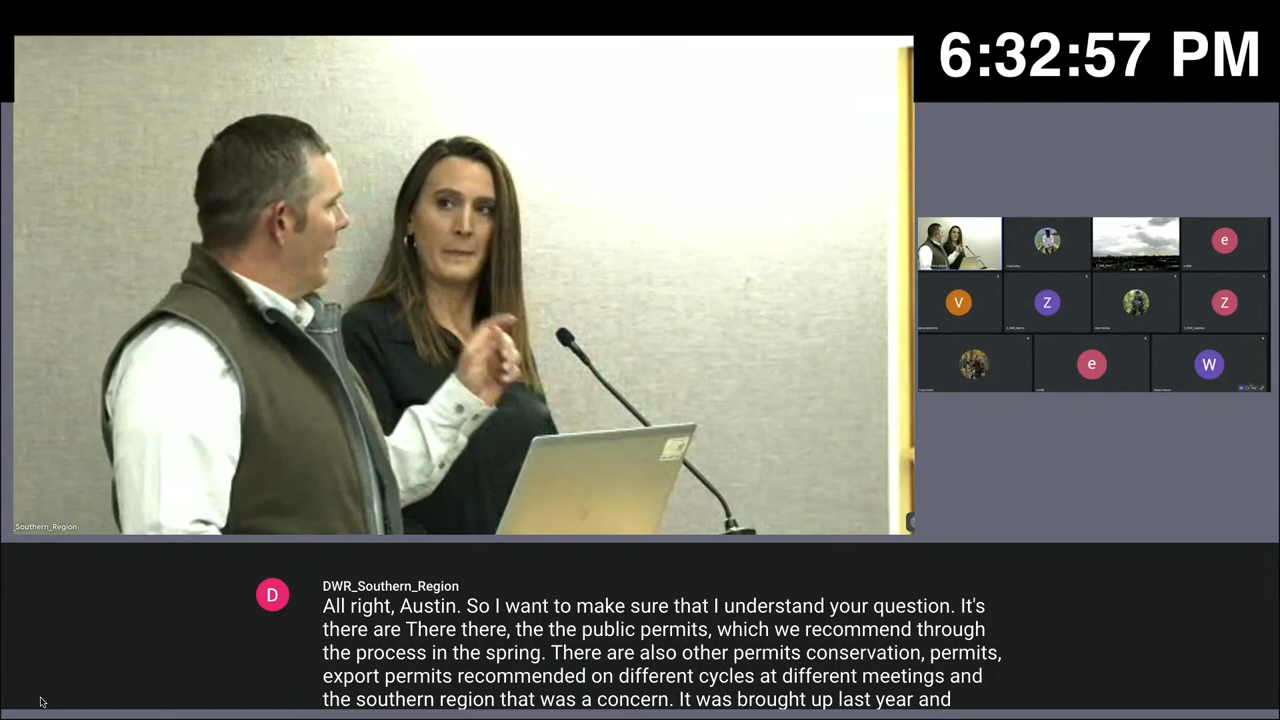 6:32:57 PM
_Southern_Region
e
V
Z
Z
e
W
D
DWR_Southern_Region
All right, Austin. So I want to make sure that I understand your question. It's
there are There there, the the public permits, which we recommend through
the process in the spring. There are also other permits conservation, permits,
export permits recommended on different cycles at different meetings and
the southern region that was a concern. It was brought up last year and